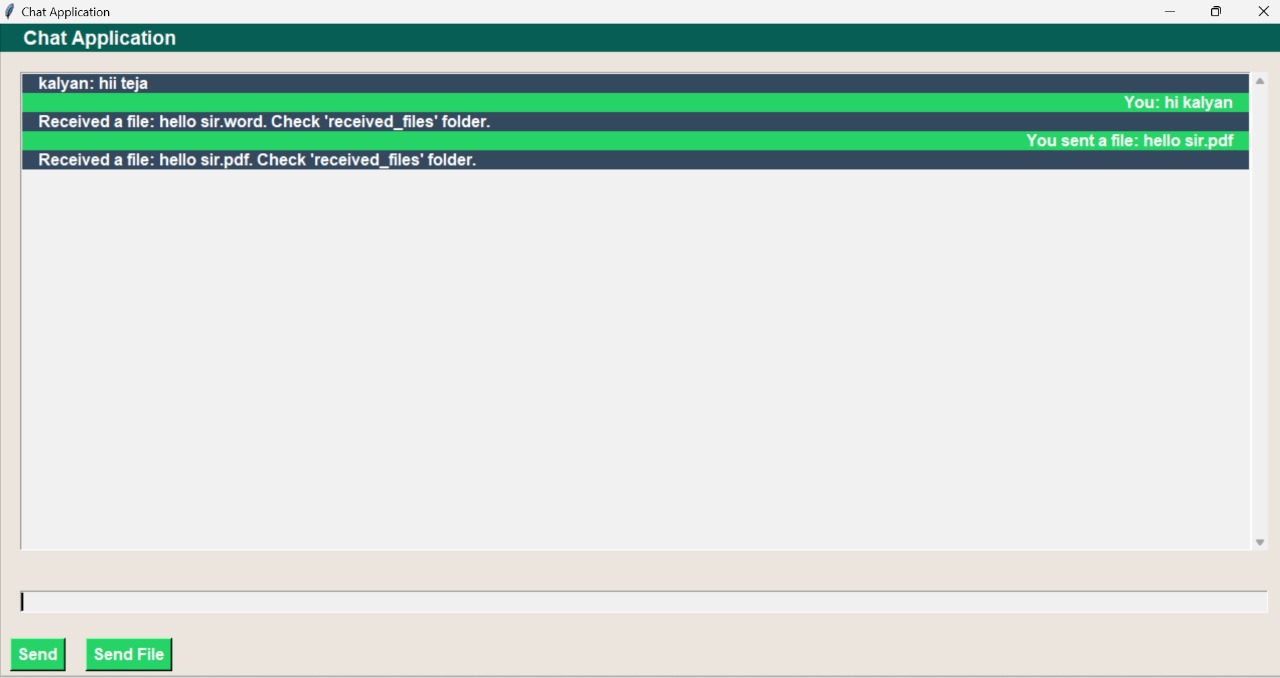 Chat Application
Chat Application
kalyan: hii teja
You: hi kalyan
Received a file: hello sir.word. Check 'received_files' folder.
You sent a file: hello sir.pdf
Received a file: hello sir.pdf. Check 'received_files' folder.
Send
Send File